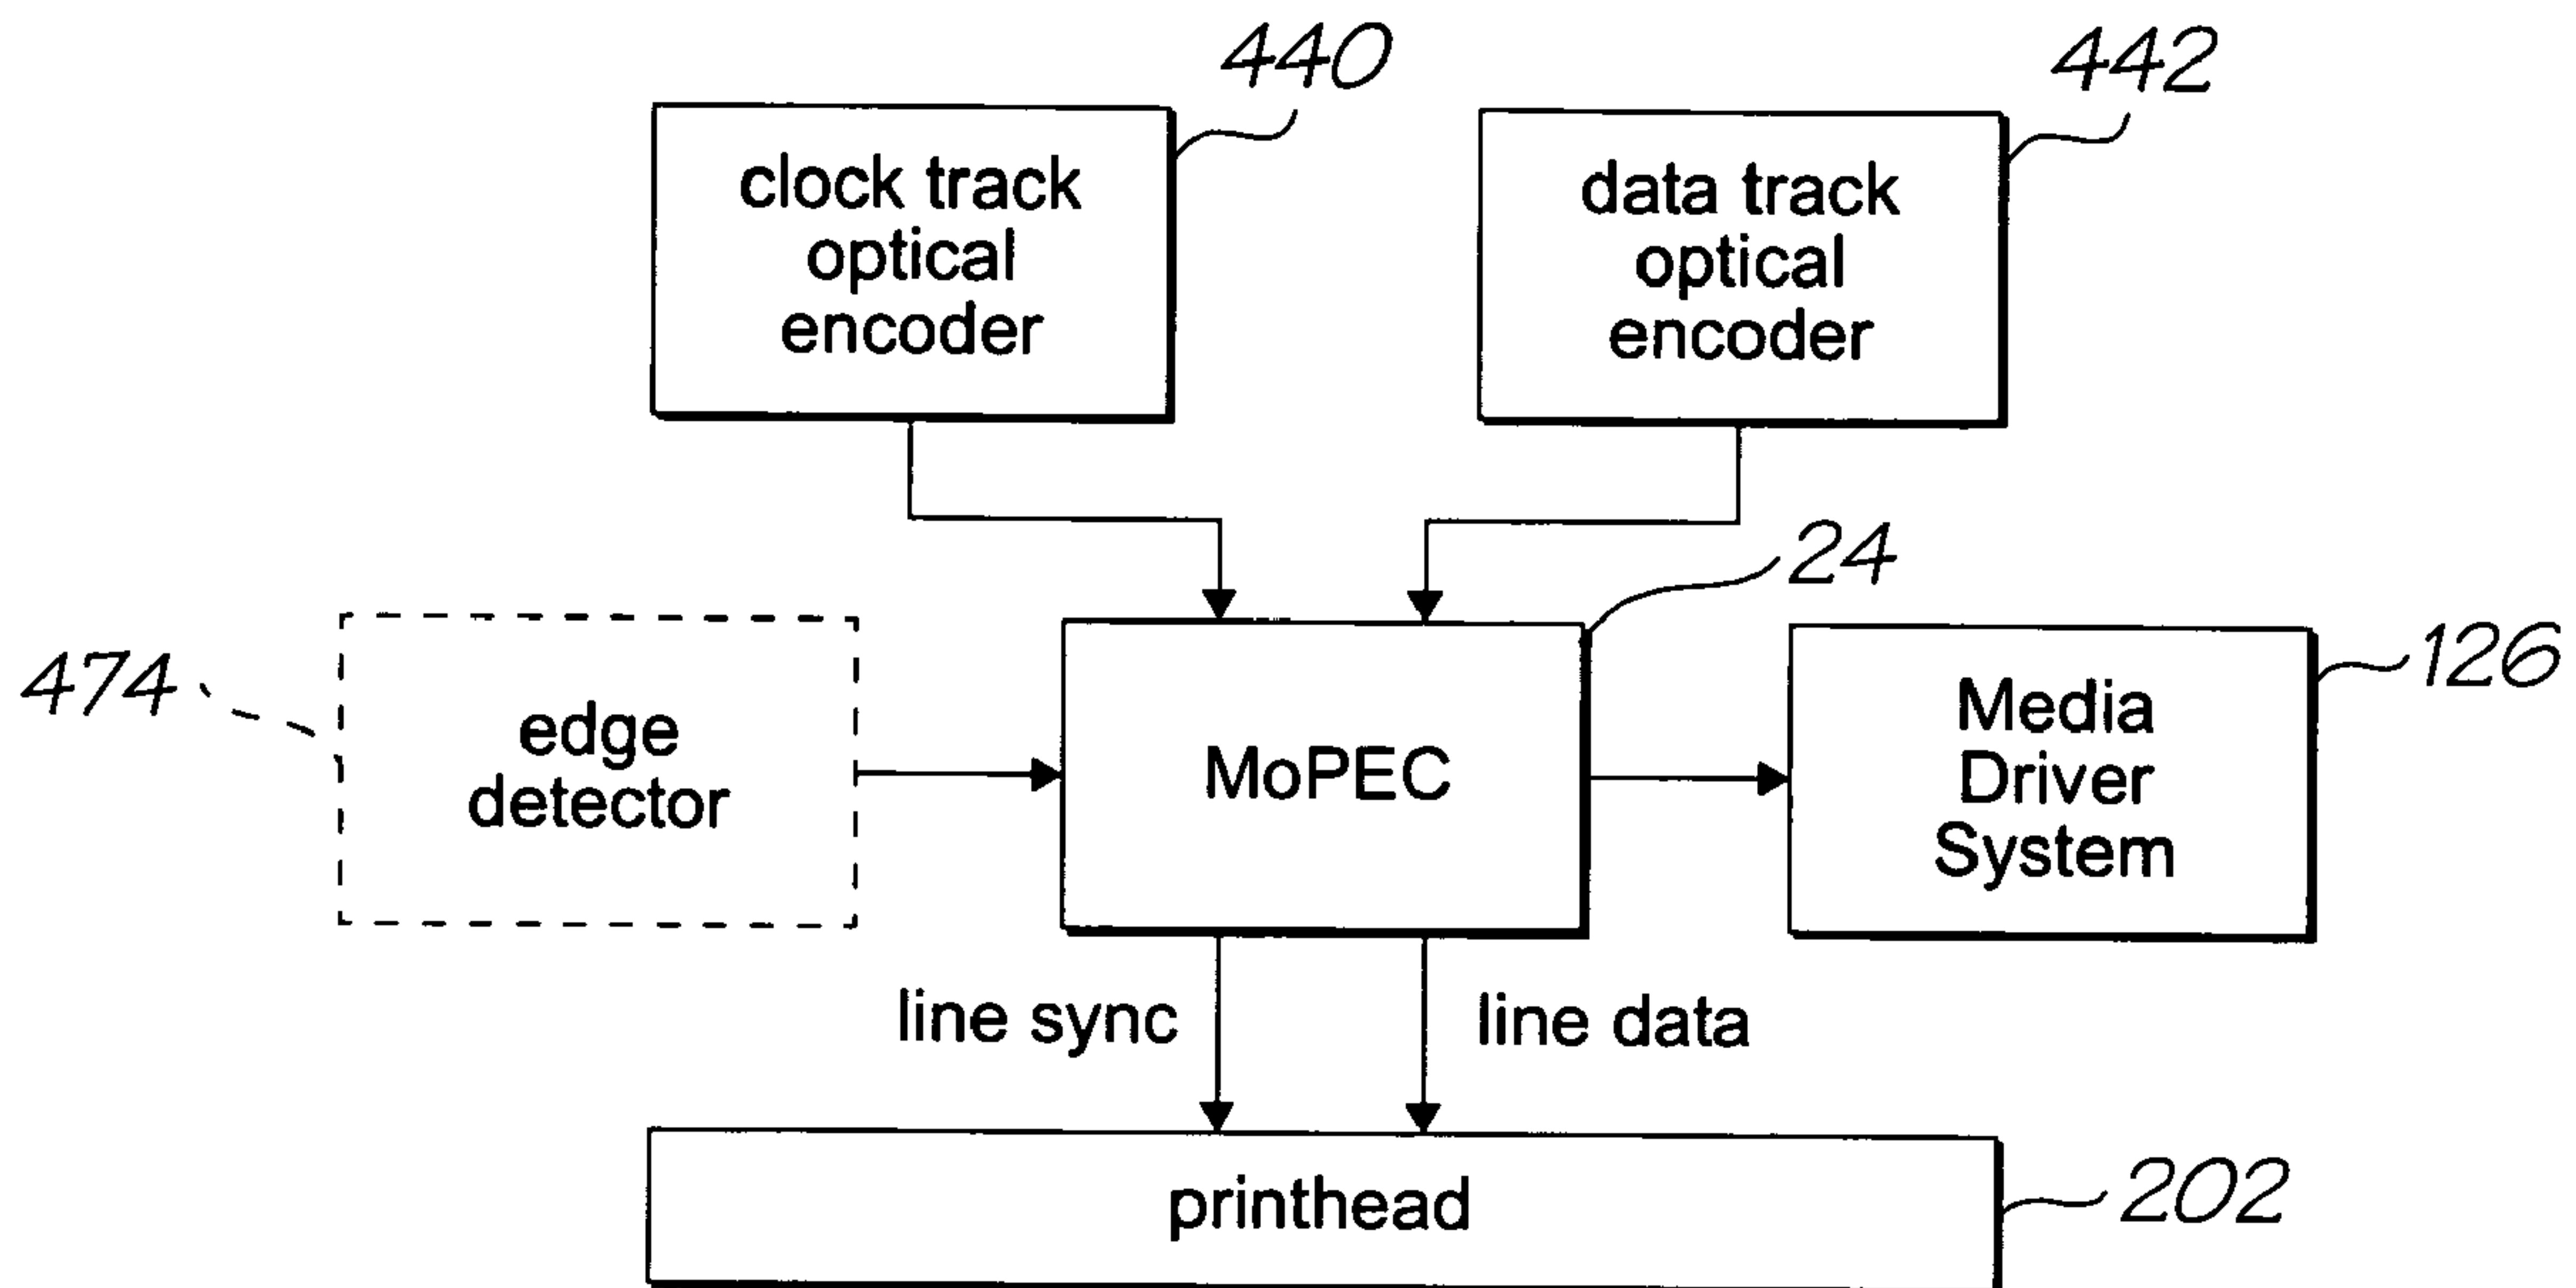 440
442
clock track
optical
encoder
data track
optical
encoder
24
474
edge
detector
MoPEC
Media
Driver
System
126
line sync
line data
printhead
202